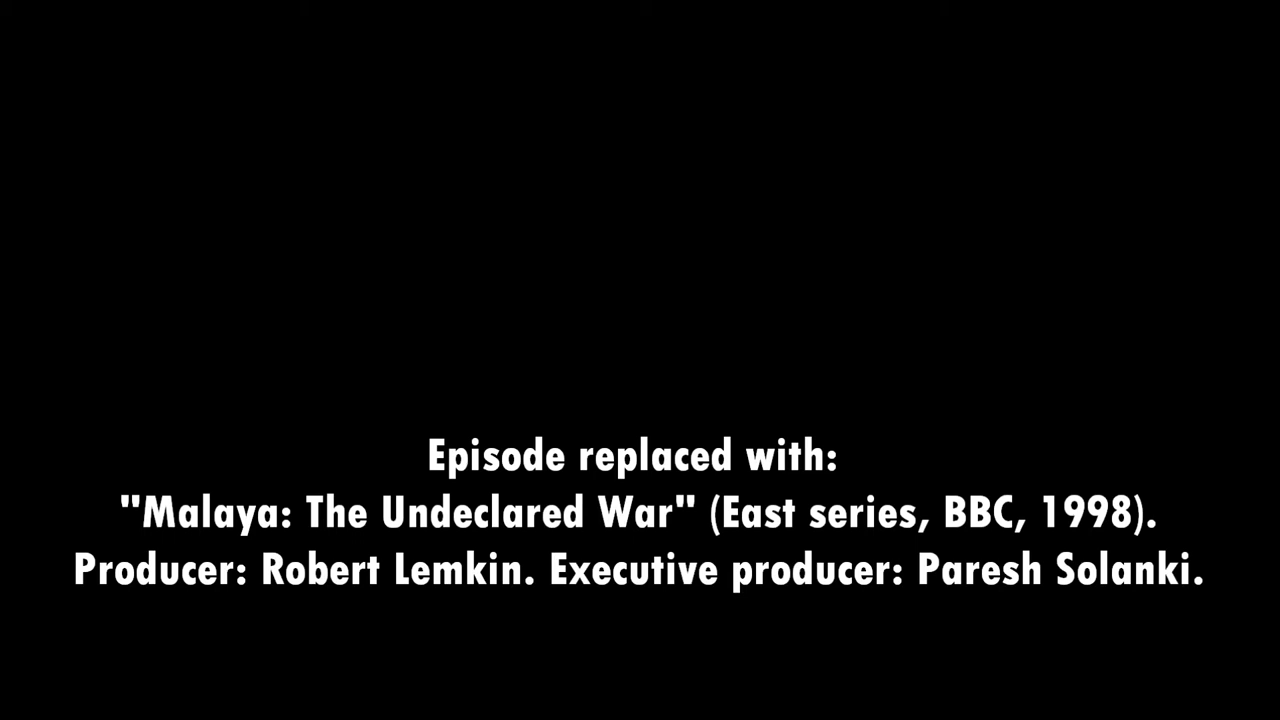 Episode replaced with:
"Malaya: The Undeclared War" (East series, BBC, 1998).
Producer: Robert Lemkin. Executive producer: Paresh Solanki.